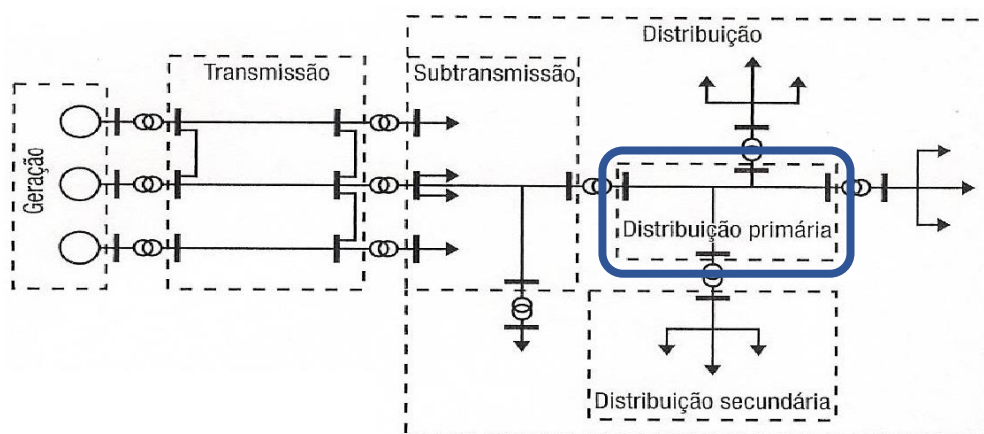 Distribuição
Transmissão
Subtransmissão
Geração
Distribuição primária
Distribuição secundária